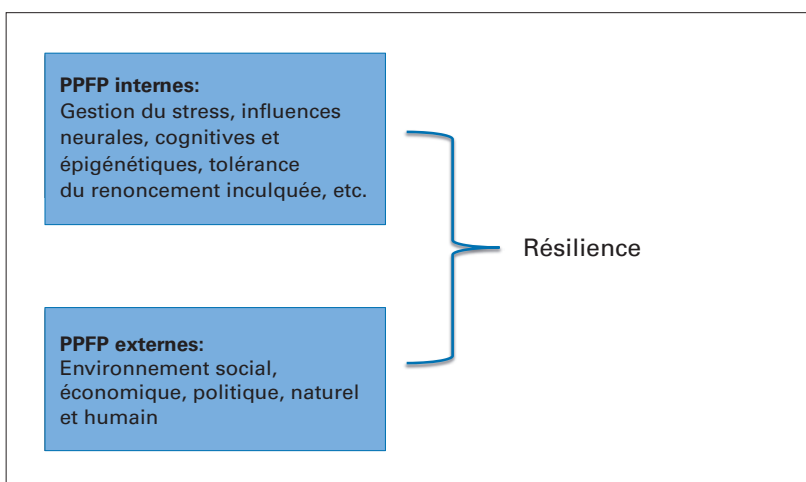 PPFP internes:
Gestion du stress, influences
neurales, cognitives et
épigénétiques, tolérance
du renoncement inculquée, etc.
Résilience
PPFP externes:
Environnement social,
économique, politique, naturel
et humain